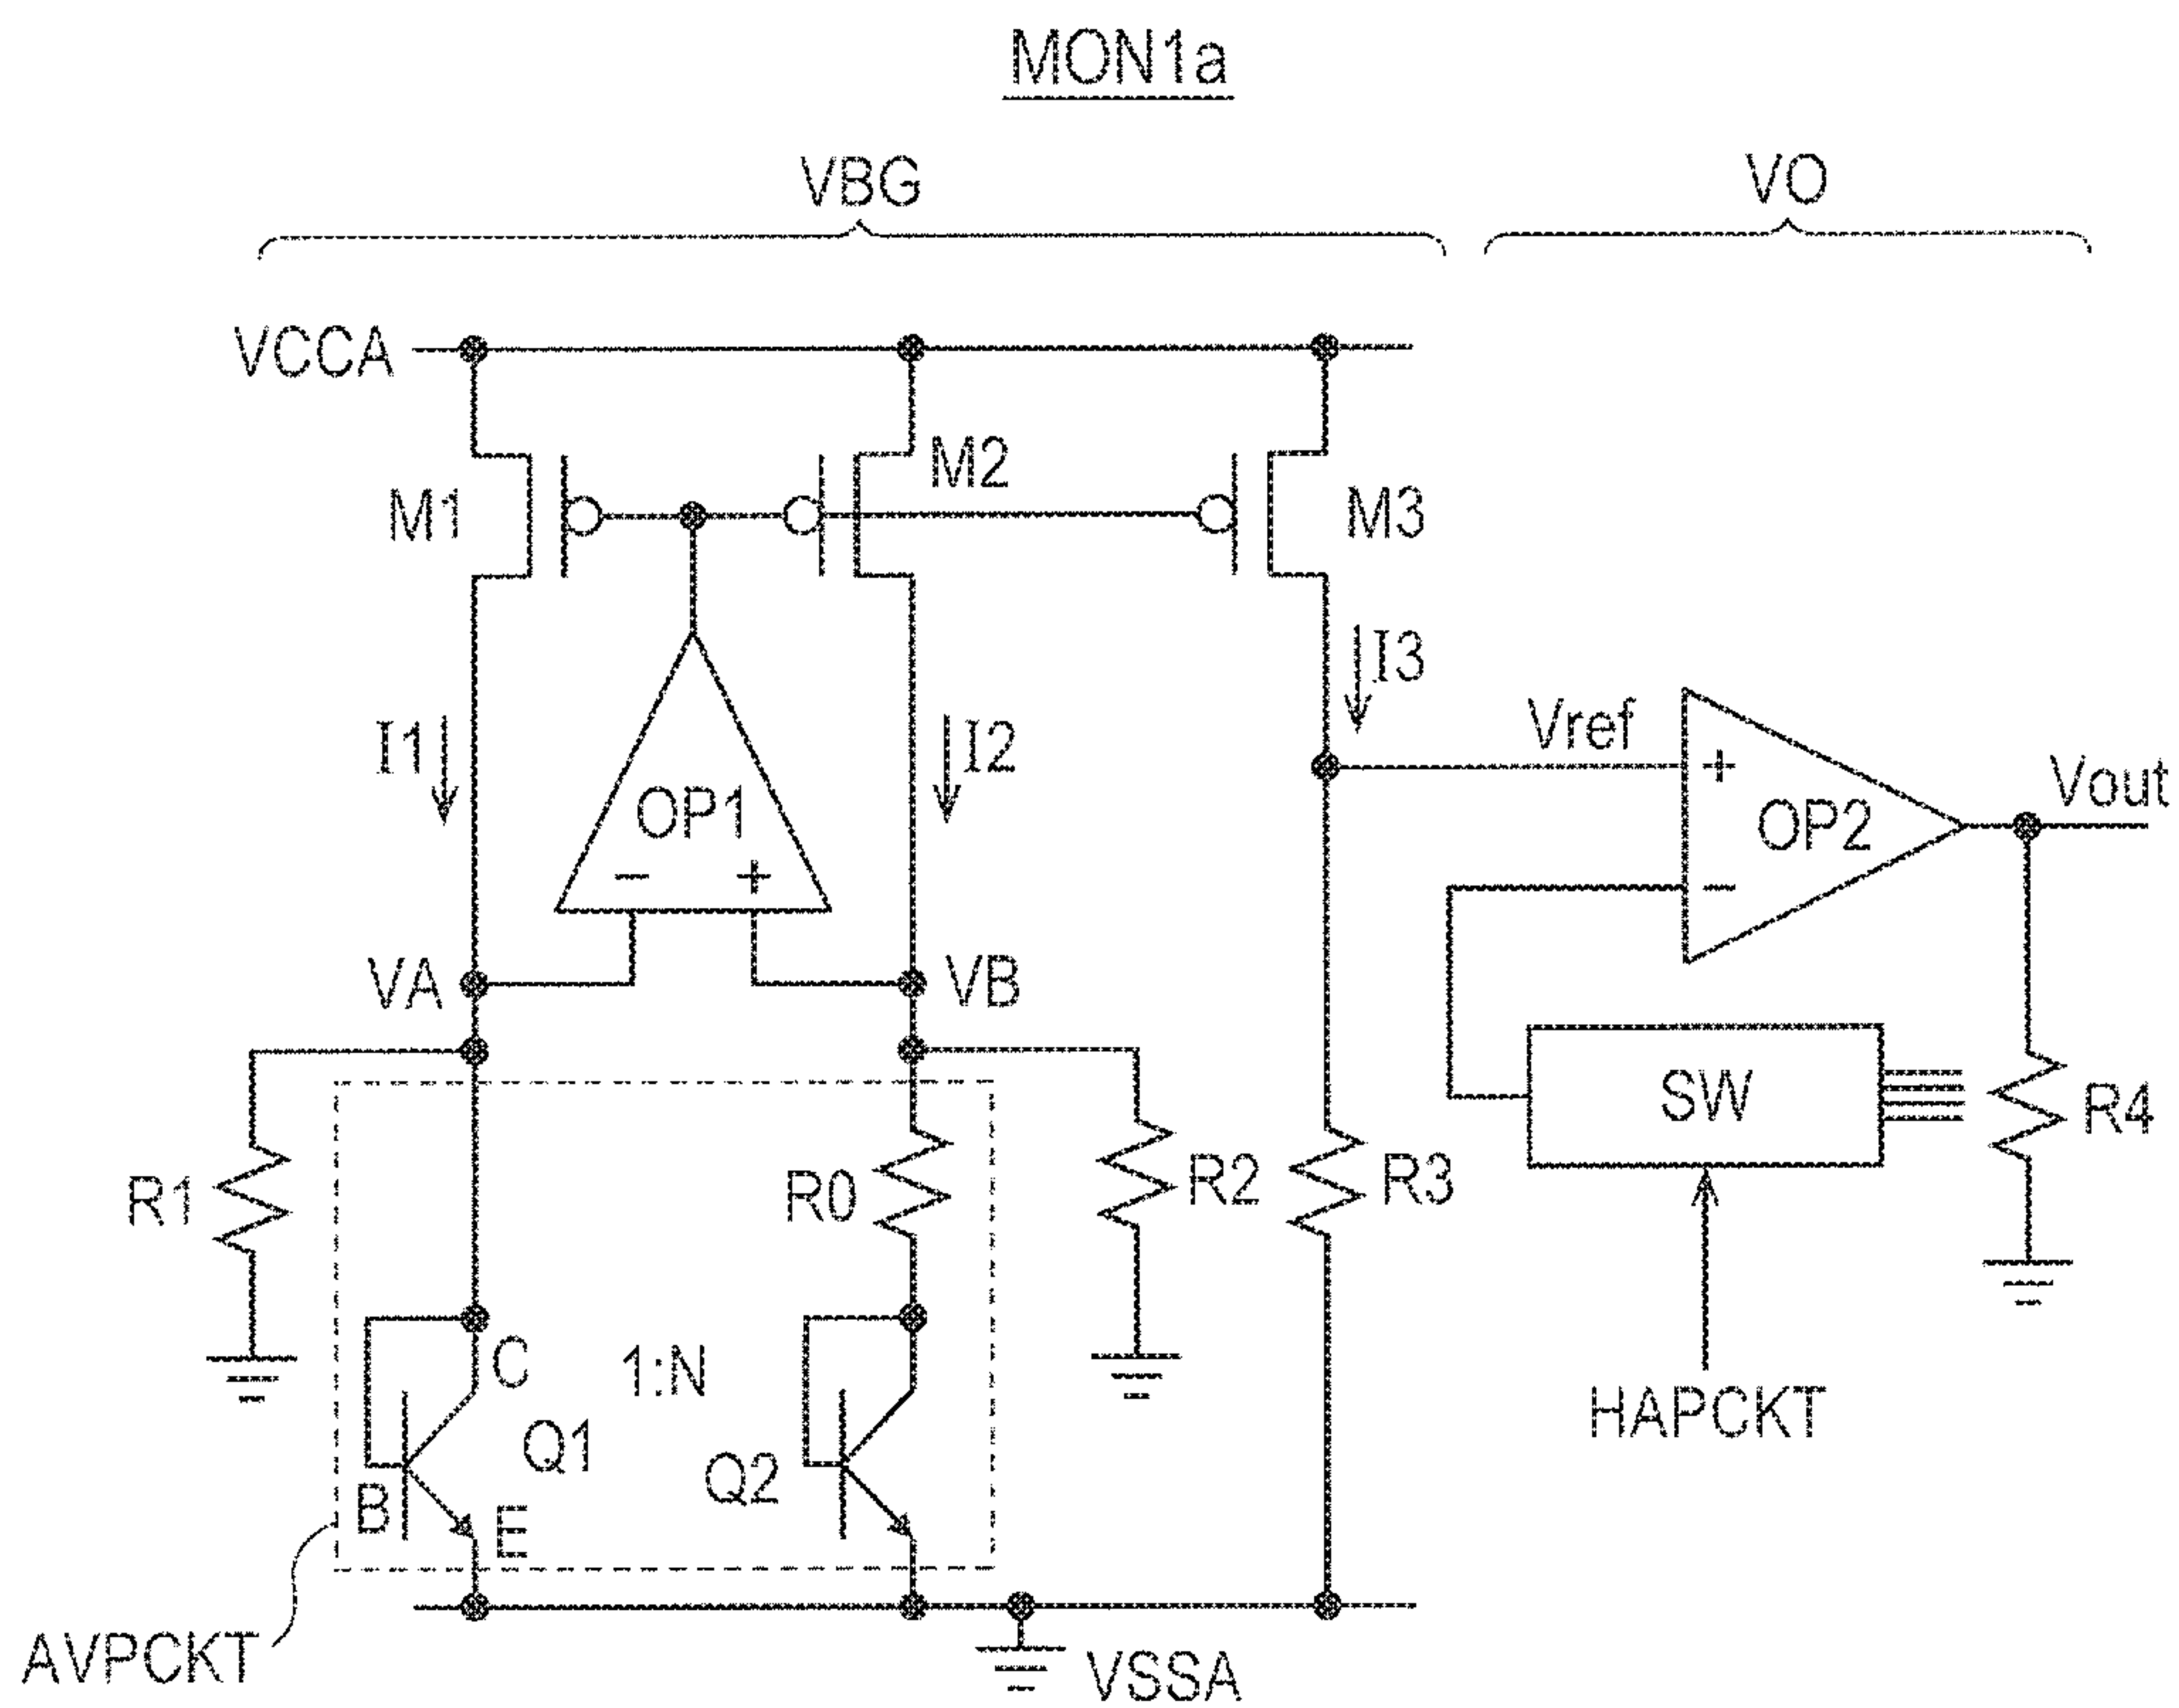 MON1a
VBG
VO
VCCA
M1
M2
M3
I1
I2
I3
OP1
− +
Vref
+
OP2
−
Vout
VA
VB
SW
R1
R0
R2
R3
R4
C
1:N
Q1
Q2
B
E
HAPCKT
AVPCKT
VSSA